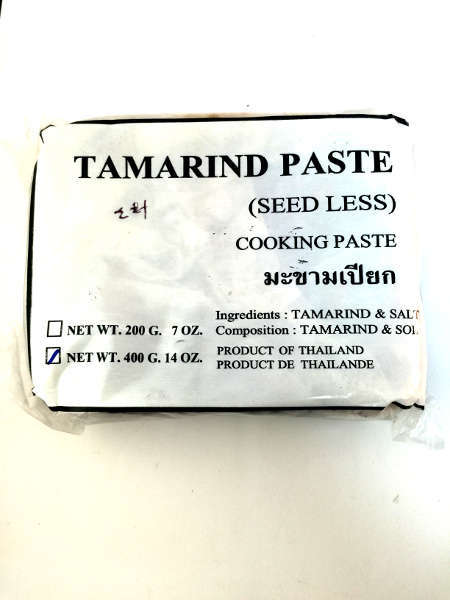 TAMARIND PASTE
(SEED LESS)
COOKING PASTE
มะขามเปียก
Ingredients : TAMARIND & SALT
NET WT. 200 G. 7 OZ. Composition : TAMARIND & SOL
NET WT. 400 G. 14 OZ. PRODUCT OF THAILAND
PRODUCT DE THAILANDE